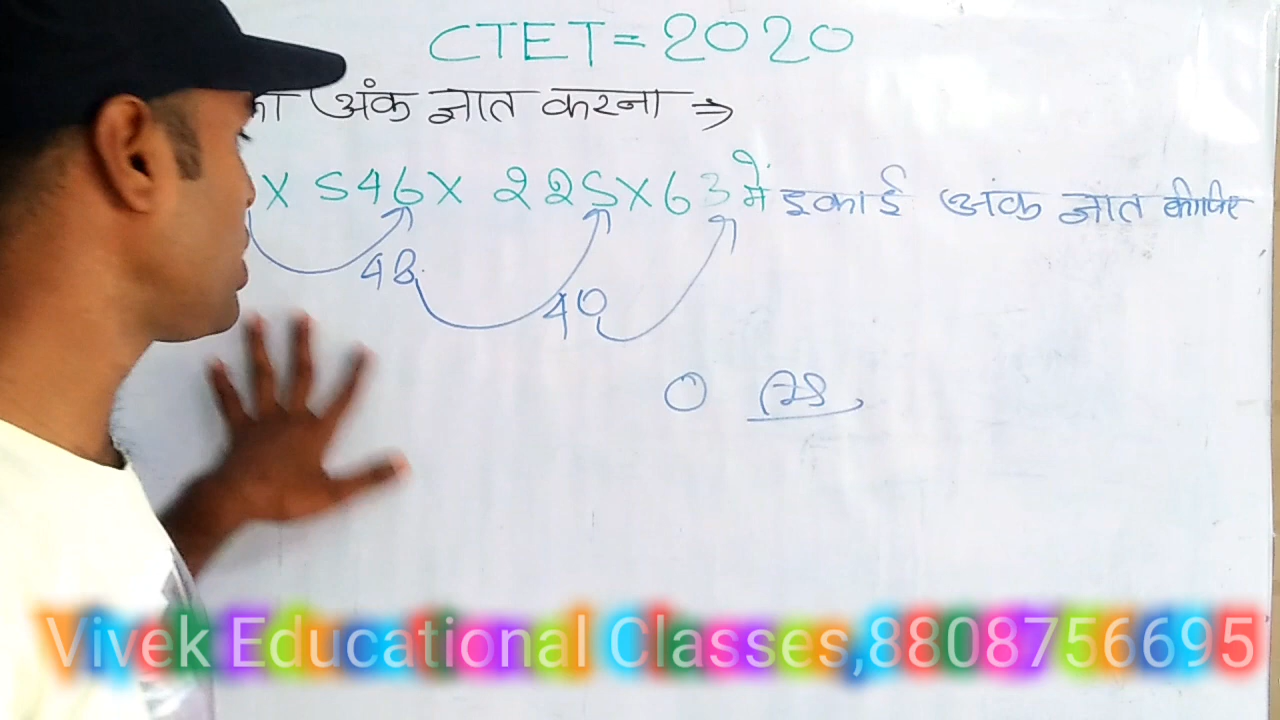 CTET = 2020
का अंक ज्ञात करना ⇒
x 546 x 225 x 63 में इकाई अंक ज्ञात कीजिए
48
40
0 Ans
Vivek Educational Classes,8808756695